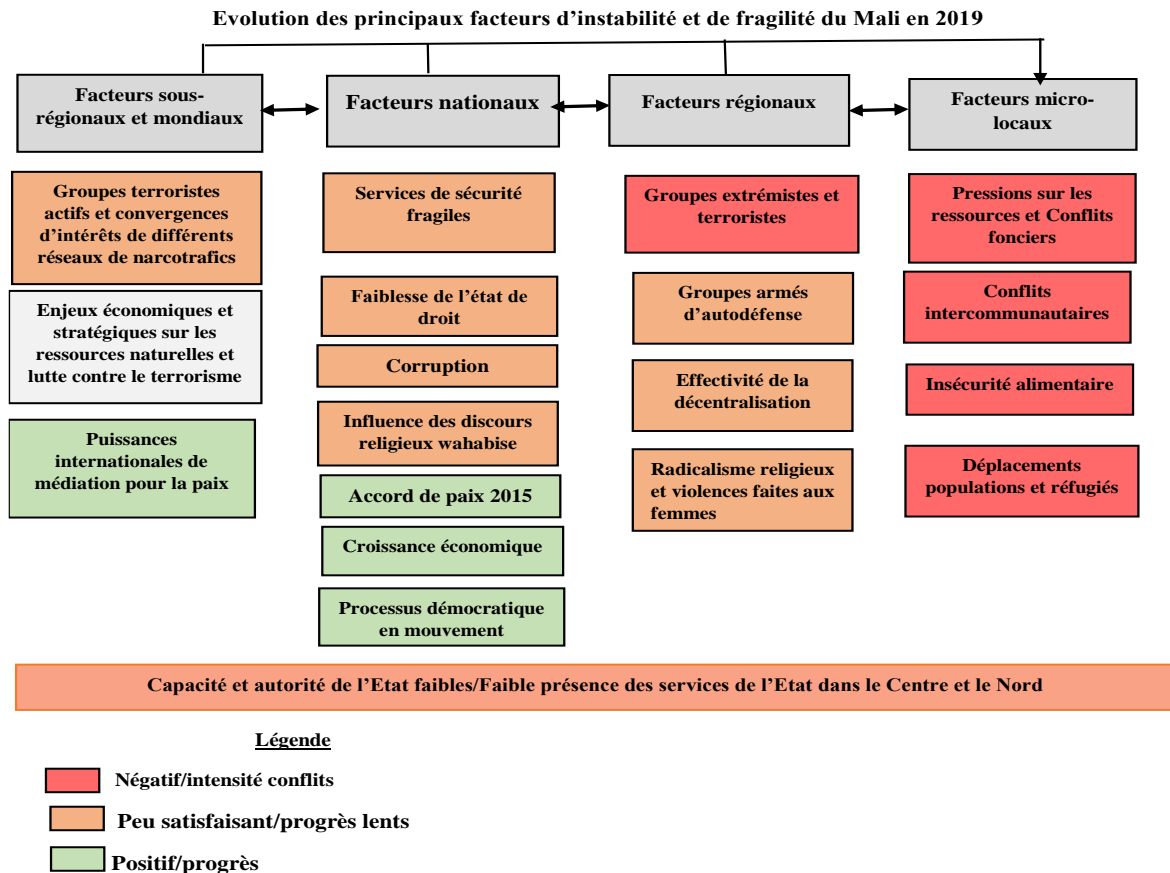 Evolution des principaux facteurs d'instabilité et de fragilité du Mali en 2019
Facteurs sous-
régionaux et mondiaux
Groupes terroristes
actifs et convergences
d'intérêts de différents
réseaux de narcotrafics
Enjeux économiques et
stratégiques sur les
ressources naturelles et
lutte contre le terrorisme
Puissances
internationales de
médiation pour la paix
Facteurs nationaux
Services de sécurité
fragiles
Faiblesse de l'état de
droit
Corruption
Influence des discours
religieux wahabise
Accord de paix 2015
Croissance économique
Processus démocratique
en mouvement
Facteurs régionaux
Groupes extrémistes et
terroristes
Groupes armés
d'autodéfense
Effectivité de la
décentralisation
Radicalisme religieux
et violences faites aux
femmes
Facteurs micro-
locaux
Pressions sur les
ressources et Conflits
fonciers
Conflits
intercommunautaires
Insécurité alimentaire
Déplacements
populations et réfugiés
Capacité et autorité de l'Etat faibles/Faible présence des services de l'Etat dans le Centre et le Nord
Légende
Négatif/intensité conflits
Peu satisfaisant/progrès lents
Positif/progrès